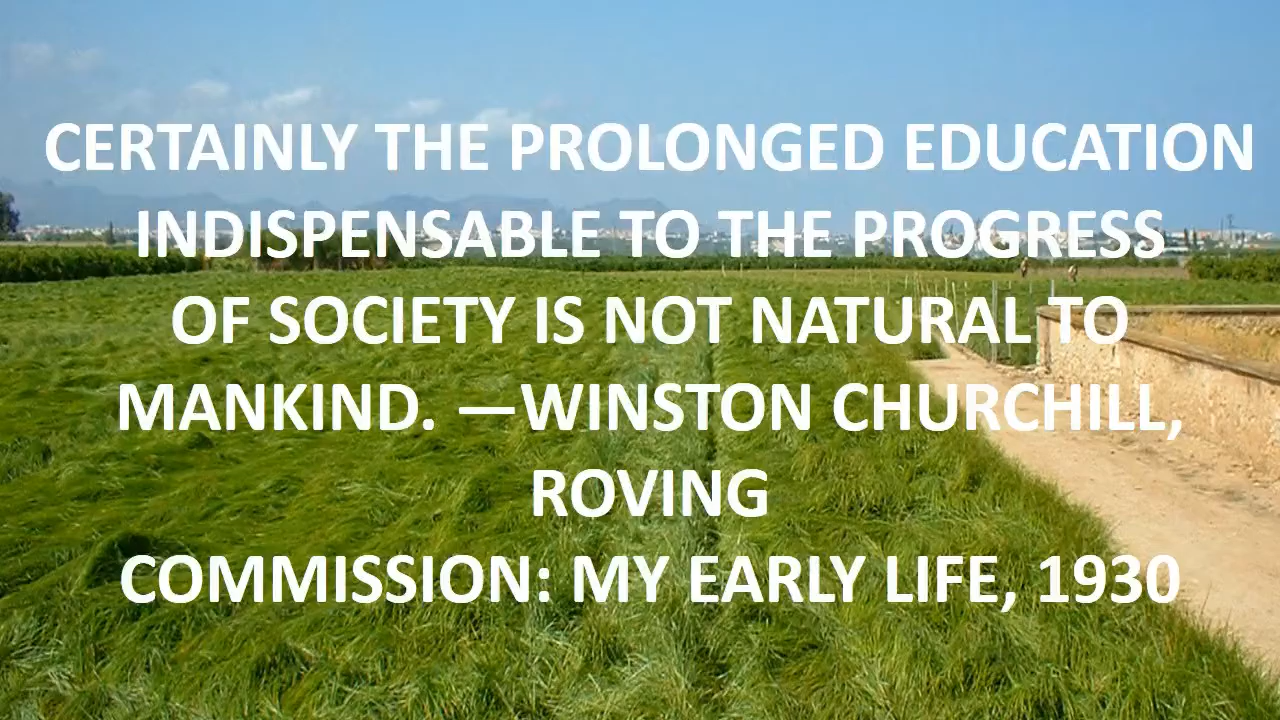 CERTAINLY THE PROLONGED EDUCATION
INDISPENSABLE TO THE PROGRESS
OF SOCIETY IS NOT NATURAL TO
MANKIND. —WINSTON CHURCHILL,
ROVING
COMMISSION: MY EARLY LIFE, 1930